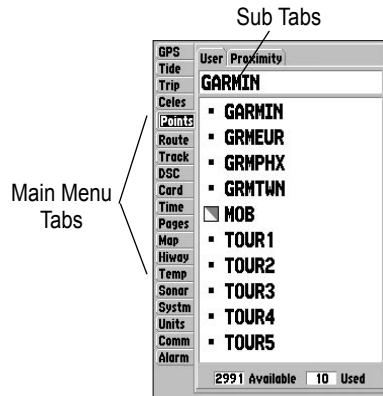 Sub Tabs
Main Menu
Tabs
GPS
Tide
Trip
Celes
Points
Route
Track
DSC
Card
Time
Pages
Map
Hiway
Temp
Sonar
Systm
Units
Comm
Alarm
User Proximity
GARMIN
GARMIN
GRMEUR
GRMPHX
GRMTWN
MOB
TOUR1
TOUR2
TOUR3
TOUR4
TOUR5
2991 Available 10 Used